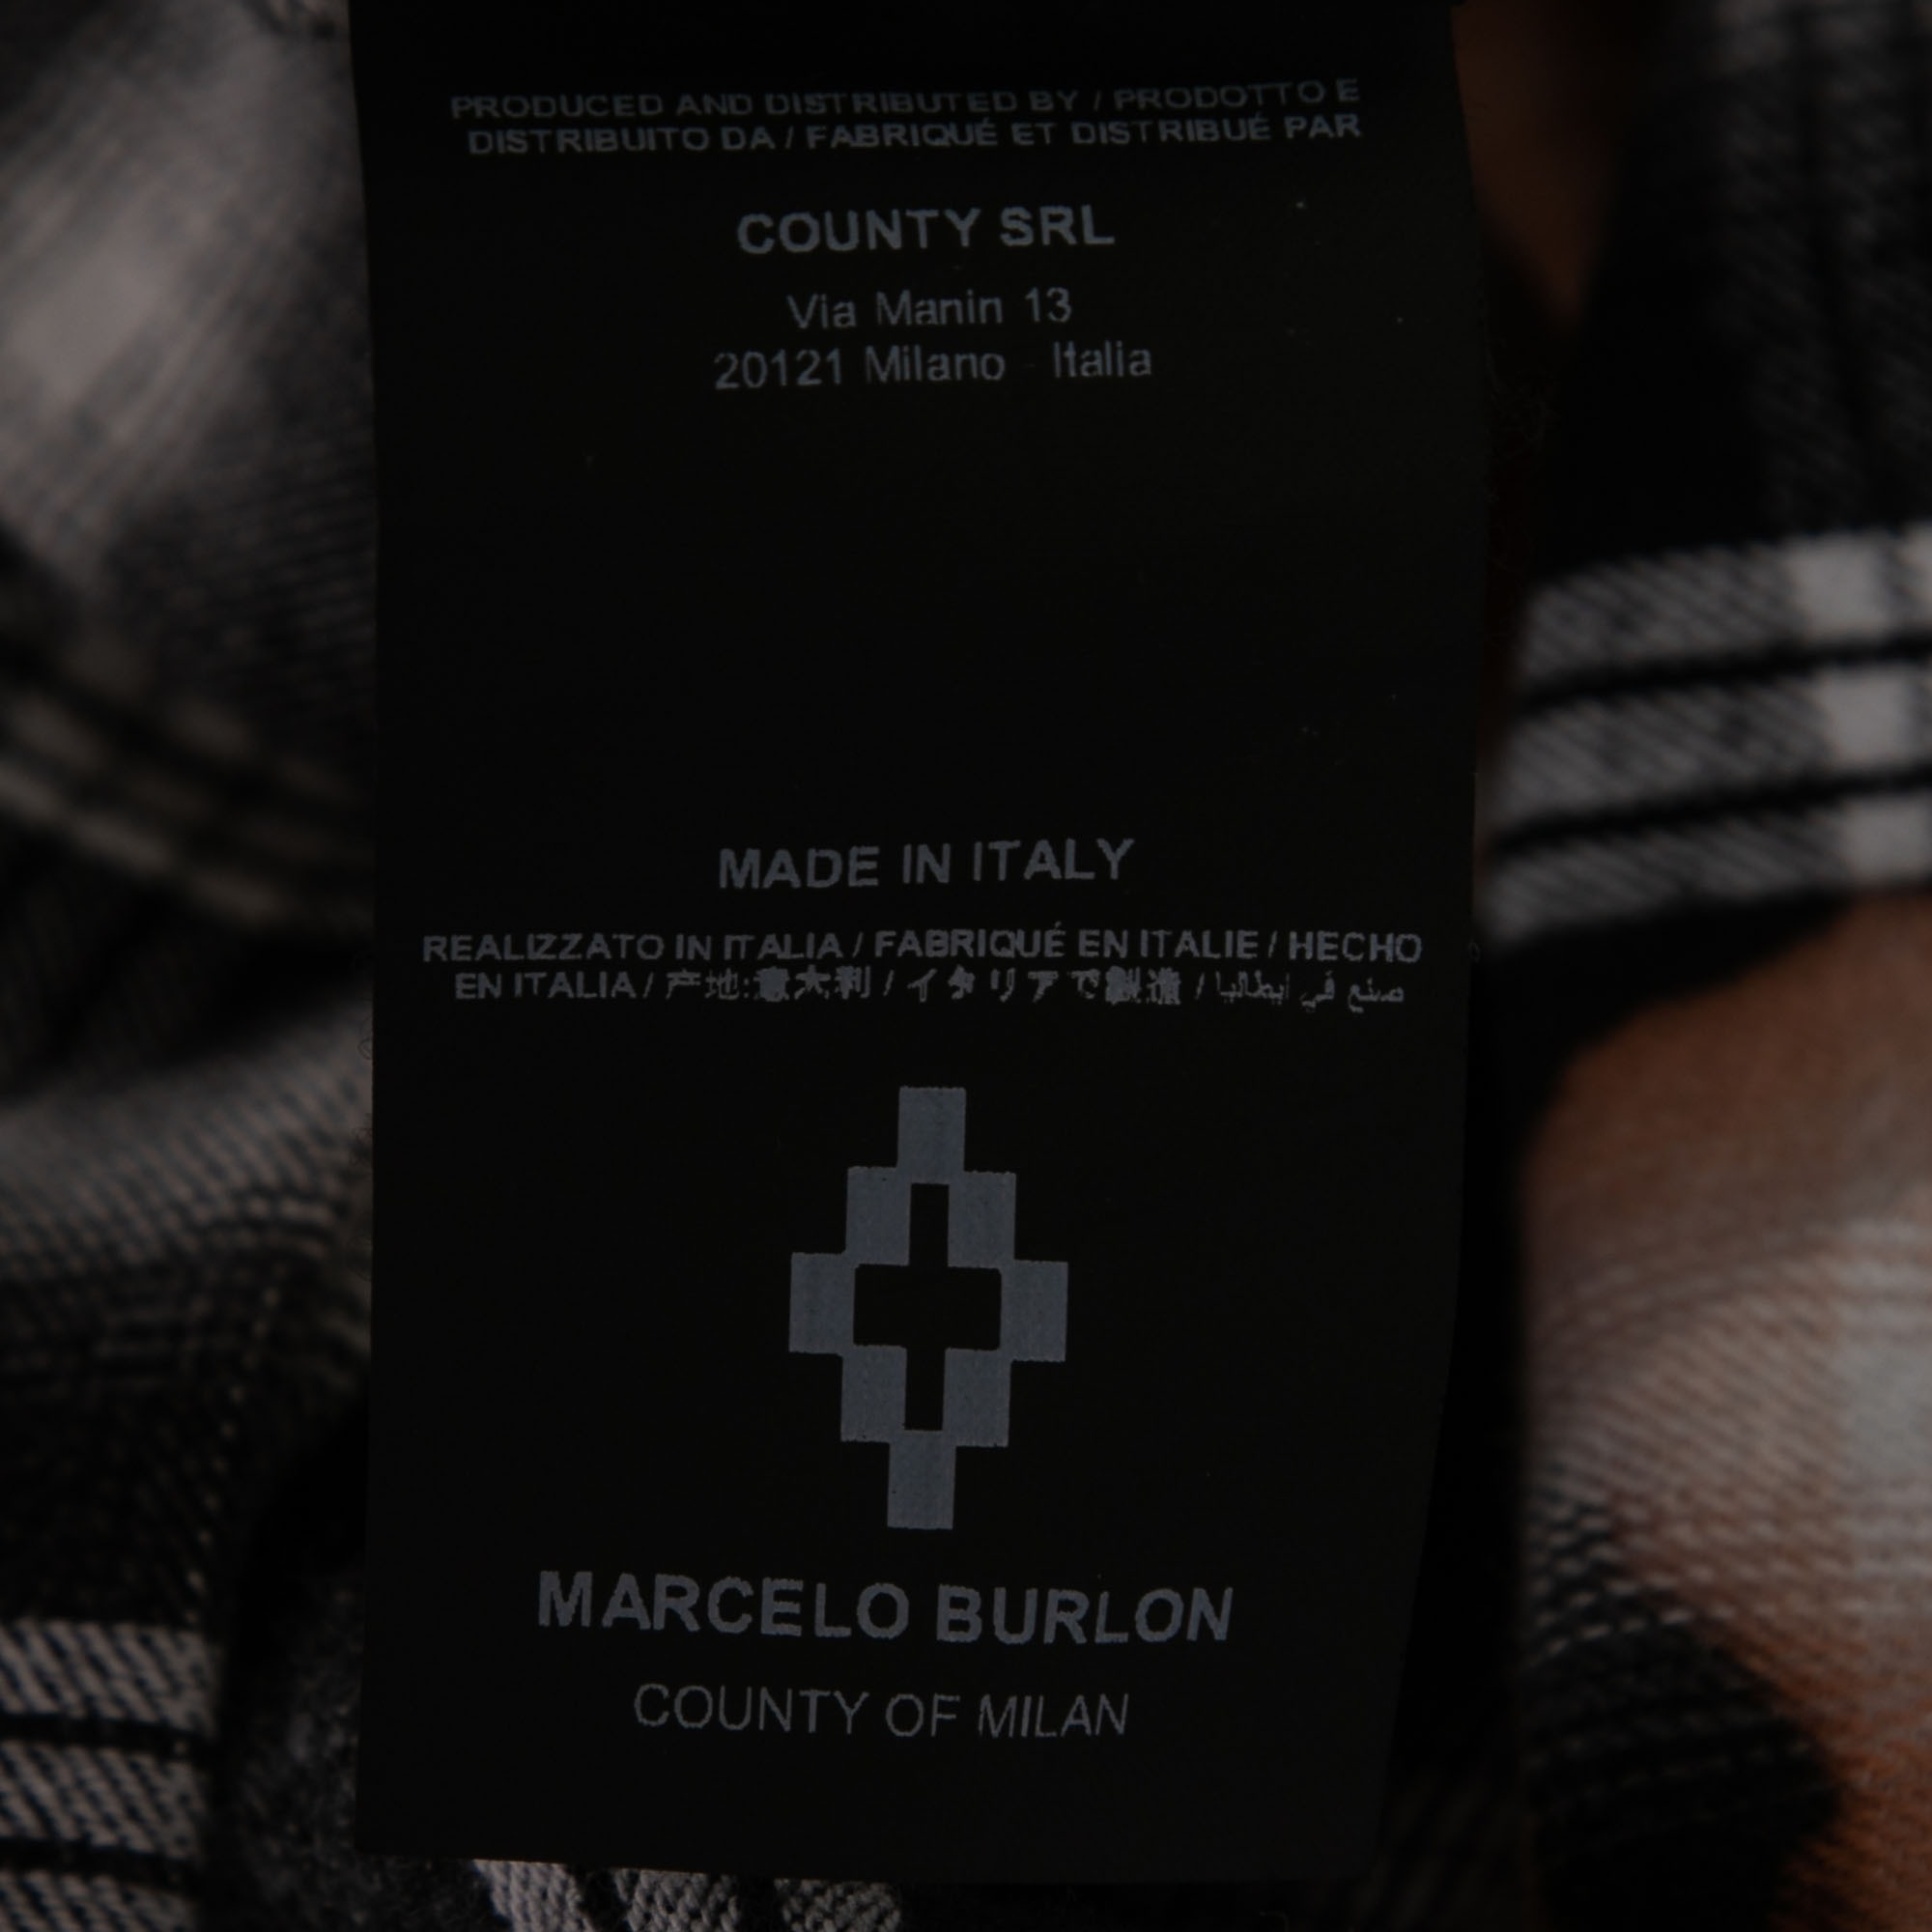 PRODUCED AND DISTRIBUTED BY / PRODOTTO E
DISTRIBUITO DA / FABRIQUÉ ET DISTRIBUÉ PAR
COUNTY SRL
Via Manin 13
20121 Milano - Italia
MADE IN ITALY
REALIZZATO IN ITALIA / FABRIQUÉ EN ITALIE / HECHO
EN ITALIA / 产地:意大利 / イタリアで製造 / صنع في ايطاليا
MARCELO BURLON
COUNTY OF MILAN